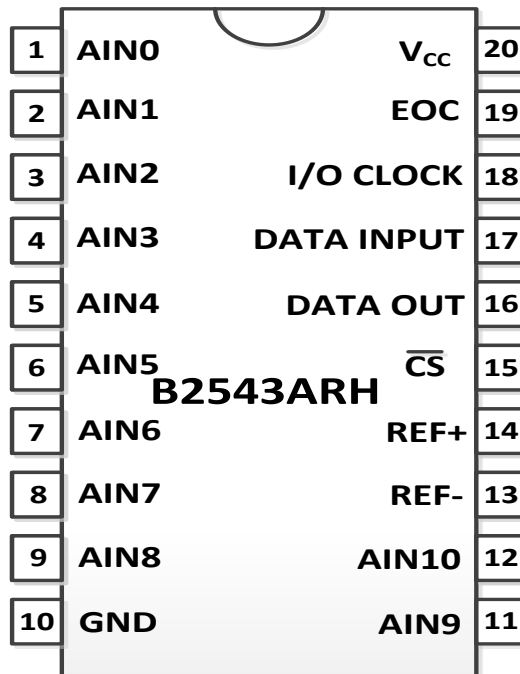 1 AIN0 V_CC 20
2 AIN1 EOC 19
3 AIN2 I/O CLOCK 18
4 AIN3 DATA INPUT 17
5 AIN4 DATA OUT 16
6 AIN5 C̅S̅ 15
B2543ARH
7 AIN6 REF+ 14
8 AIN7 REF- 13
9 AIN8 AIN10 12
10 GND AIN9 11